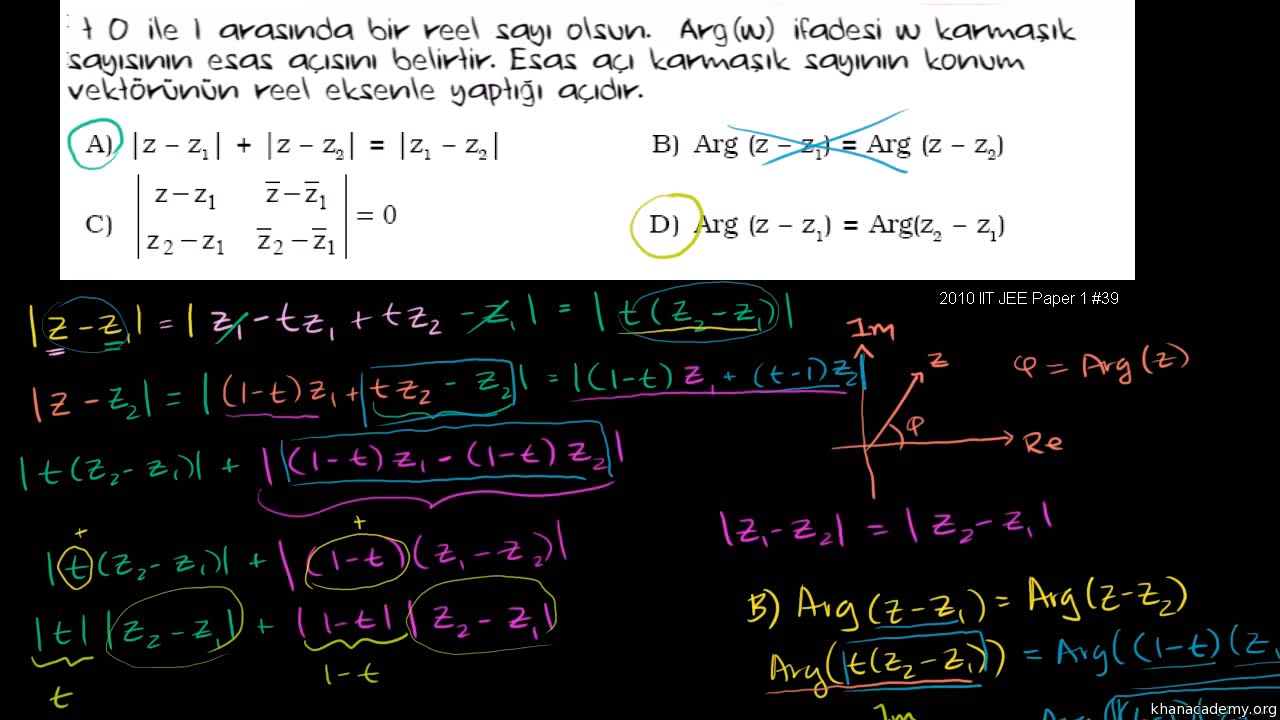 t 0 ile 1 arasında bir reel sayı olsun. Arg(w) ifadesi w karmaşık
sayısının esas açısını belirtir. Esas açı karmaşık sayının konum
vektörünün reel eksenle yaptığı açıdır.
A) |z – z₁| + |z – z₂| = |z₁ – z₂|
B) Arg (z – z₁) = Arg (z – z₂)
C) | z–z₁ z̅–z̅₁ |
| z₂–z₁ z̅₂–z̅₁ | = 0
D) Arg (z – z₁) = Arg(z₂ – z₁)
2010 IIT JEE Paper 1 #39
|z - z₁| = | z₁ - tz₁ + tz₂ - z₁ | = | t(z₂-z₁) |
|z - z₂| = |(1-t)z₁ + tz₂ - z₂| = |(1-t) z₁ + (t-1)z₂|
|t(z₂-z₁)| + |(1-t)z₁ - (1-t) z₂|
+ +
|t(z₂-z₁)| + |(1-t)(z₁-z₂)|
|t| |z₂-z₁| + |1-t| |z₂-z₁|
t 1-t
Im
z
φ
Re
φ = Arg(z)
|z₁-z₂| = |z₂-z₁|
B) Arg(z-z₁) = Arg(z-z₂)
Arg(t(z₂-z₁)) = Arg((1-t)(z₁
Im
khanacademy.org